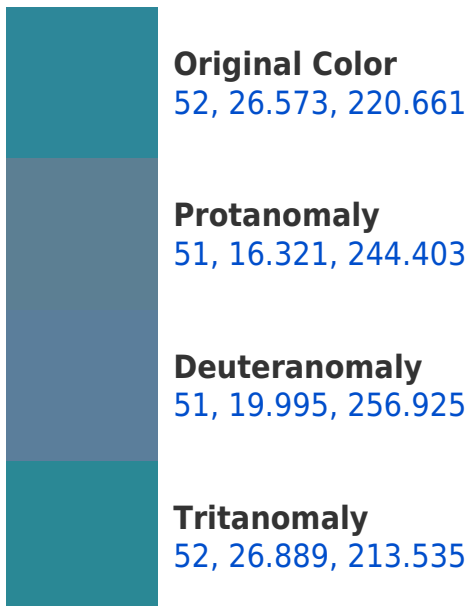 Original Color
52, 26.573, 220.661
Protanomaly
51, 16.321, 244.403
Deuteranomaly
51, 19.995, 256.925
Tritanomaly
52, 26.889, 213.535